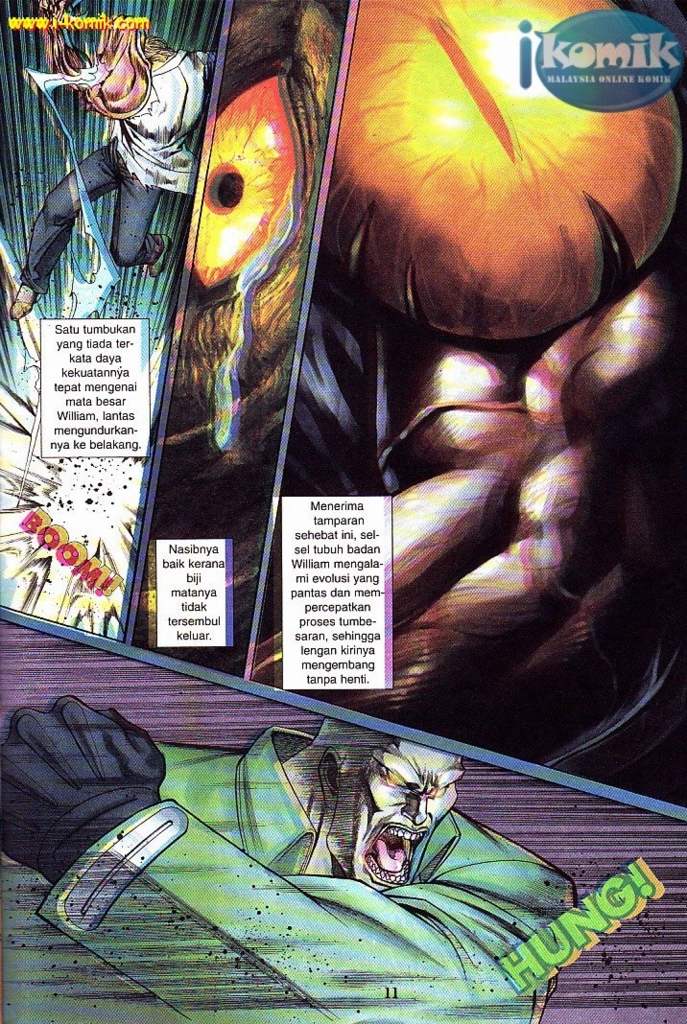 www.i4komik.com
ikomik
MALAYSIA ONLINE KOMIK
Satu tumbukan
yang tiada ter-
kata daya
kekuatannya
tepat mengenai
mata besar
William, lantas
mengundurkan-
nya ke belakang.
BOOM!
Nasibnya
baik kerana
biji
matanya
tidak
tersembul
keluar.
Menerima
tamparan
sehebat ini, sel-
sel tubuh badan
William mengala-
mi evolusi yang
pantas dan mem-
percepatkan
proses tumbe-
saran, sehingga
lengan kirinya
mengembang
tanpa henti.
HUNG!
11